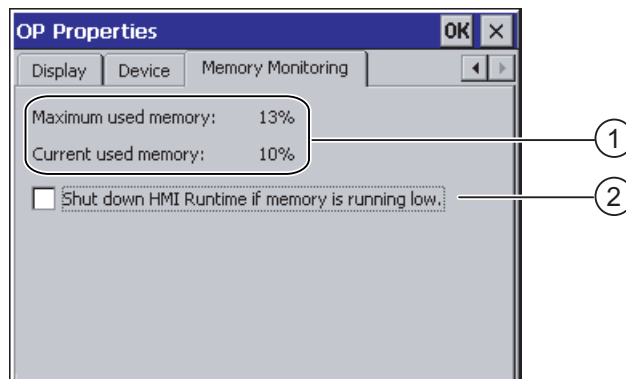 OP Properties OK ×
Display Device Memory Monitoring
Maximum used memory: 13%
Current used memory: 10%
Shut down HMI Runtime if memory is running low.
1
2